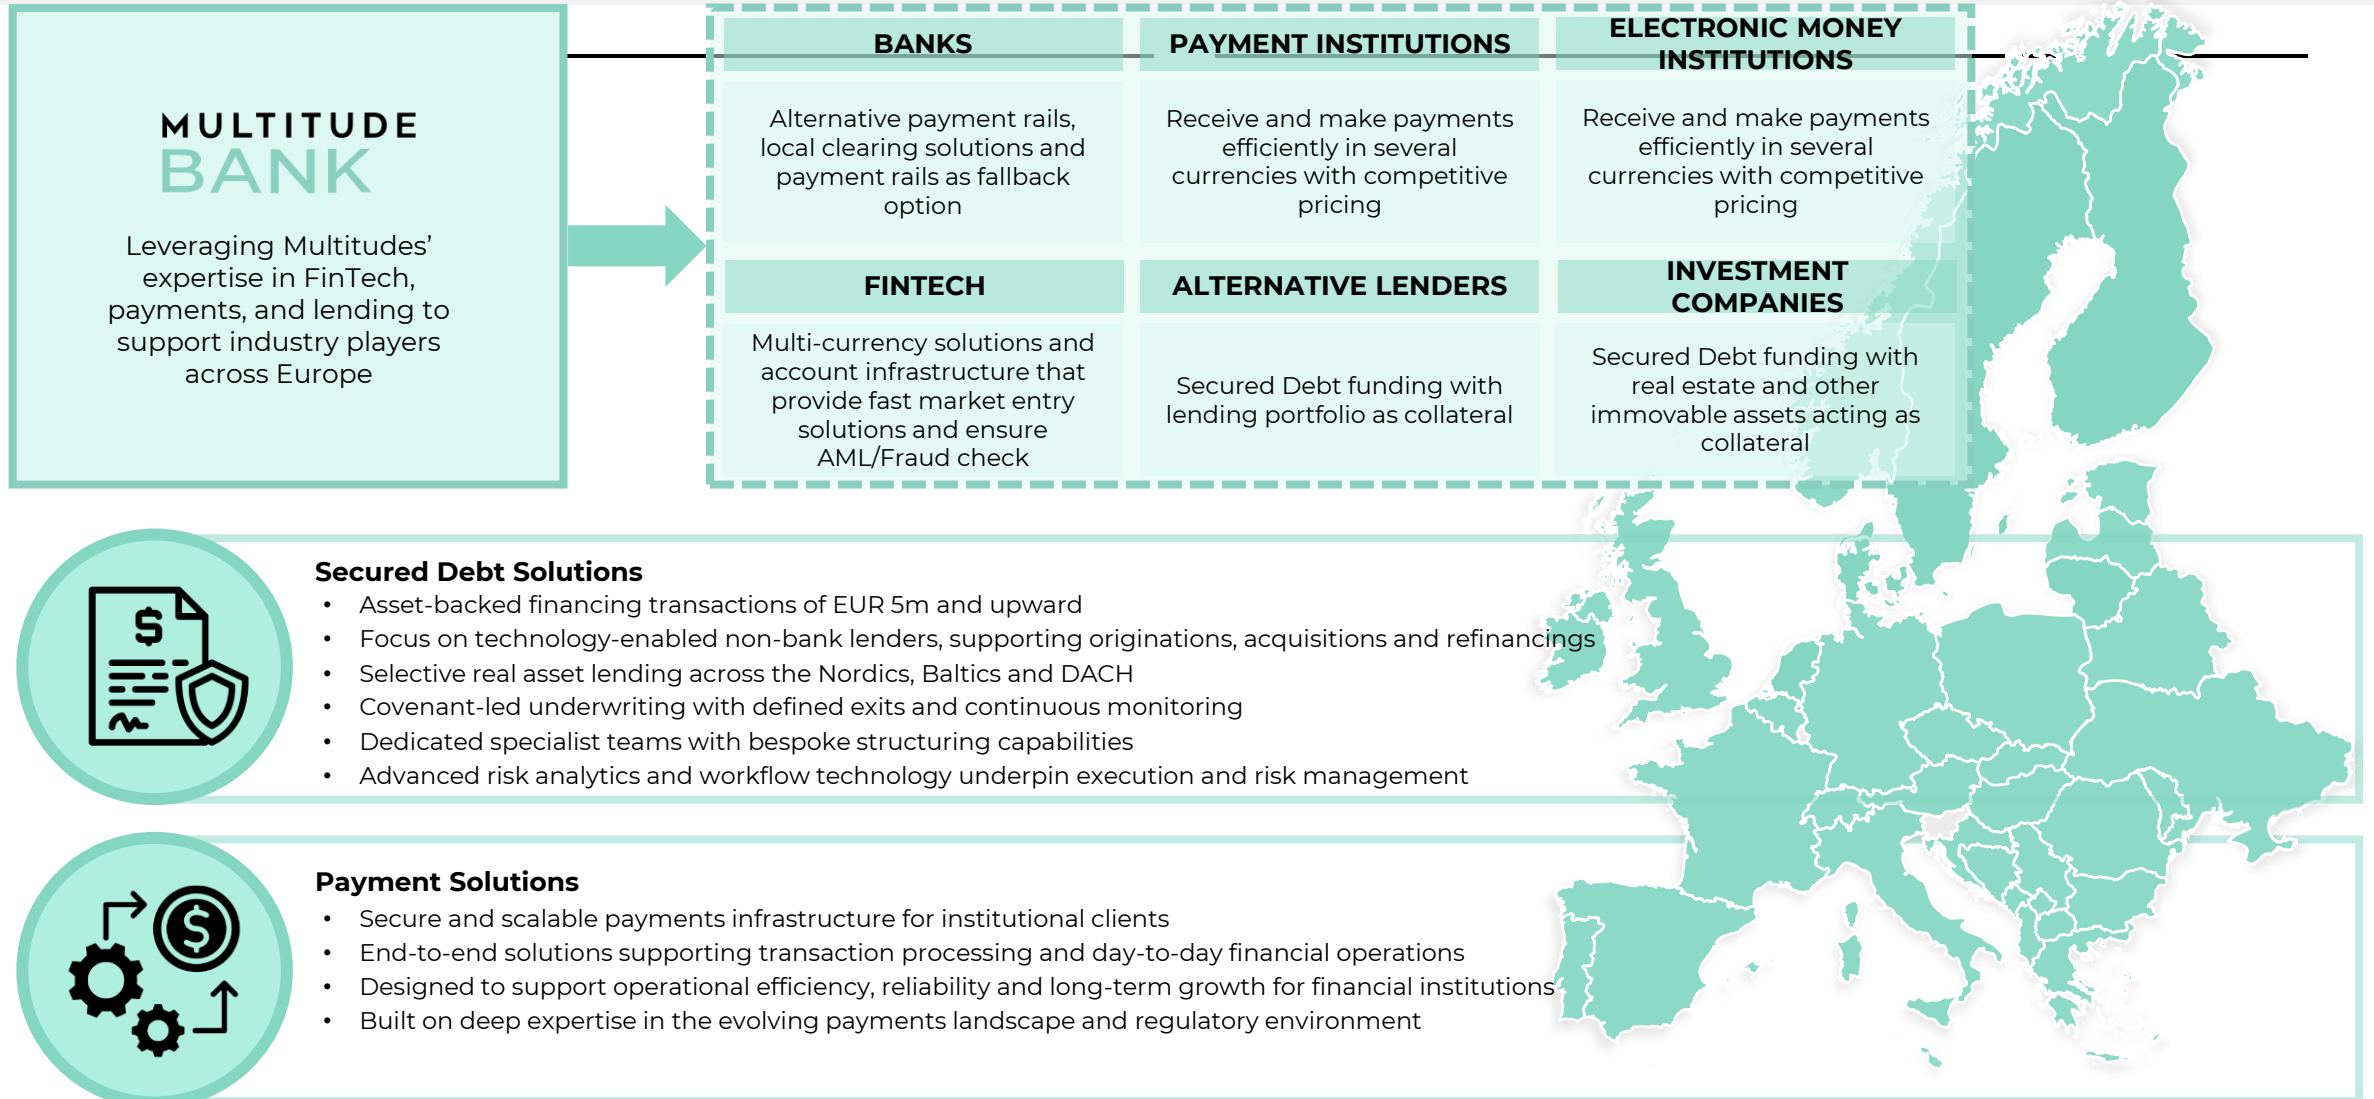 MULTITUDE
BANK
Leveraging Multitudes’
expertise in FinTech,
payments, and lending to
support industry players
across Europe
BANKS
Alternative payment rails,
local clearing solutions and
payment rails as fallback
option
PAYMENT INSTITUTIONS
Receive and make payments
efficiently in several
currencies with competitive
pricing
ELECTRONIC MONEY
INSTITUTIONS
Receive and make payments
efficiently in several
currencies with competitive
pricing
FINTECH
Multi-currency solutions and
account infrastructure that
provide fast market entry
solutions and ensure
AML/Fraud check
ALTERNATIVE LENDERS
Secured Debt funding with
lending portfolio as collateral
INVESTMENT
COMPANIES
Secured Debt funding with
real estate and other
immovable assets acting as
collateral
Secured Debt Solutions
• Asset-backed financing transactions of EUR 5m and upward
• Focus on technology-enabled non-bank lenders, supporting originations, acquisitions and refinancings
• Selective real asset lending across the Nordics, Baltics and DACH
• Covenant-led underwriting with defined exits and continuous monitoring
• Dedicated specialist teams with bespoke structuring capabilities
• Advanced risk analytics and workflow technology underpin execution and risk management
Payment Solutions
• Secure and scalable payments infrastructure for institutional clients
• End-to-end solutions supporting transaction processing and day-to-day financial operations
• Designed to support operational efficiency, reliability and long-term growth for financial institutions
• Built on deep expertise in the evolving payments landscape and regulatory environment